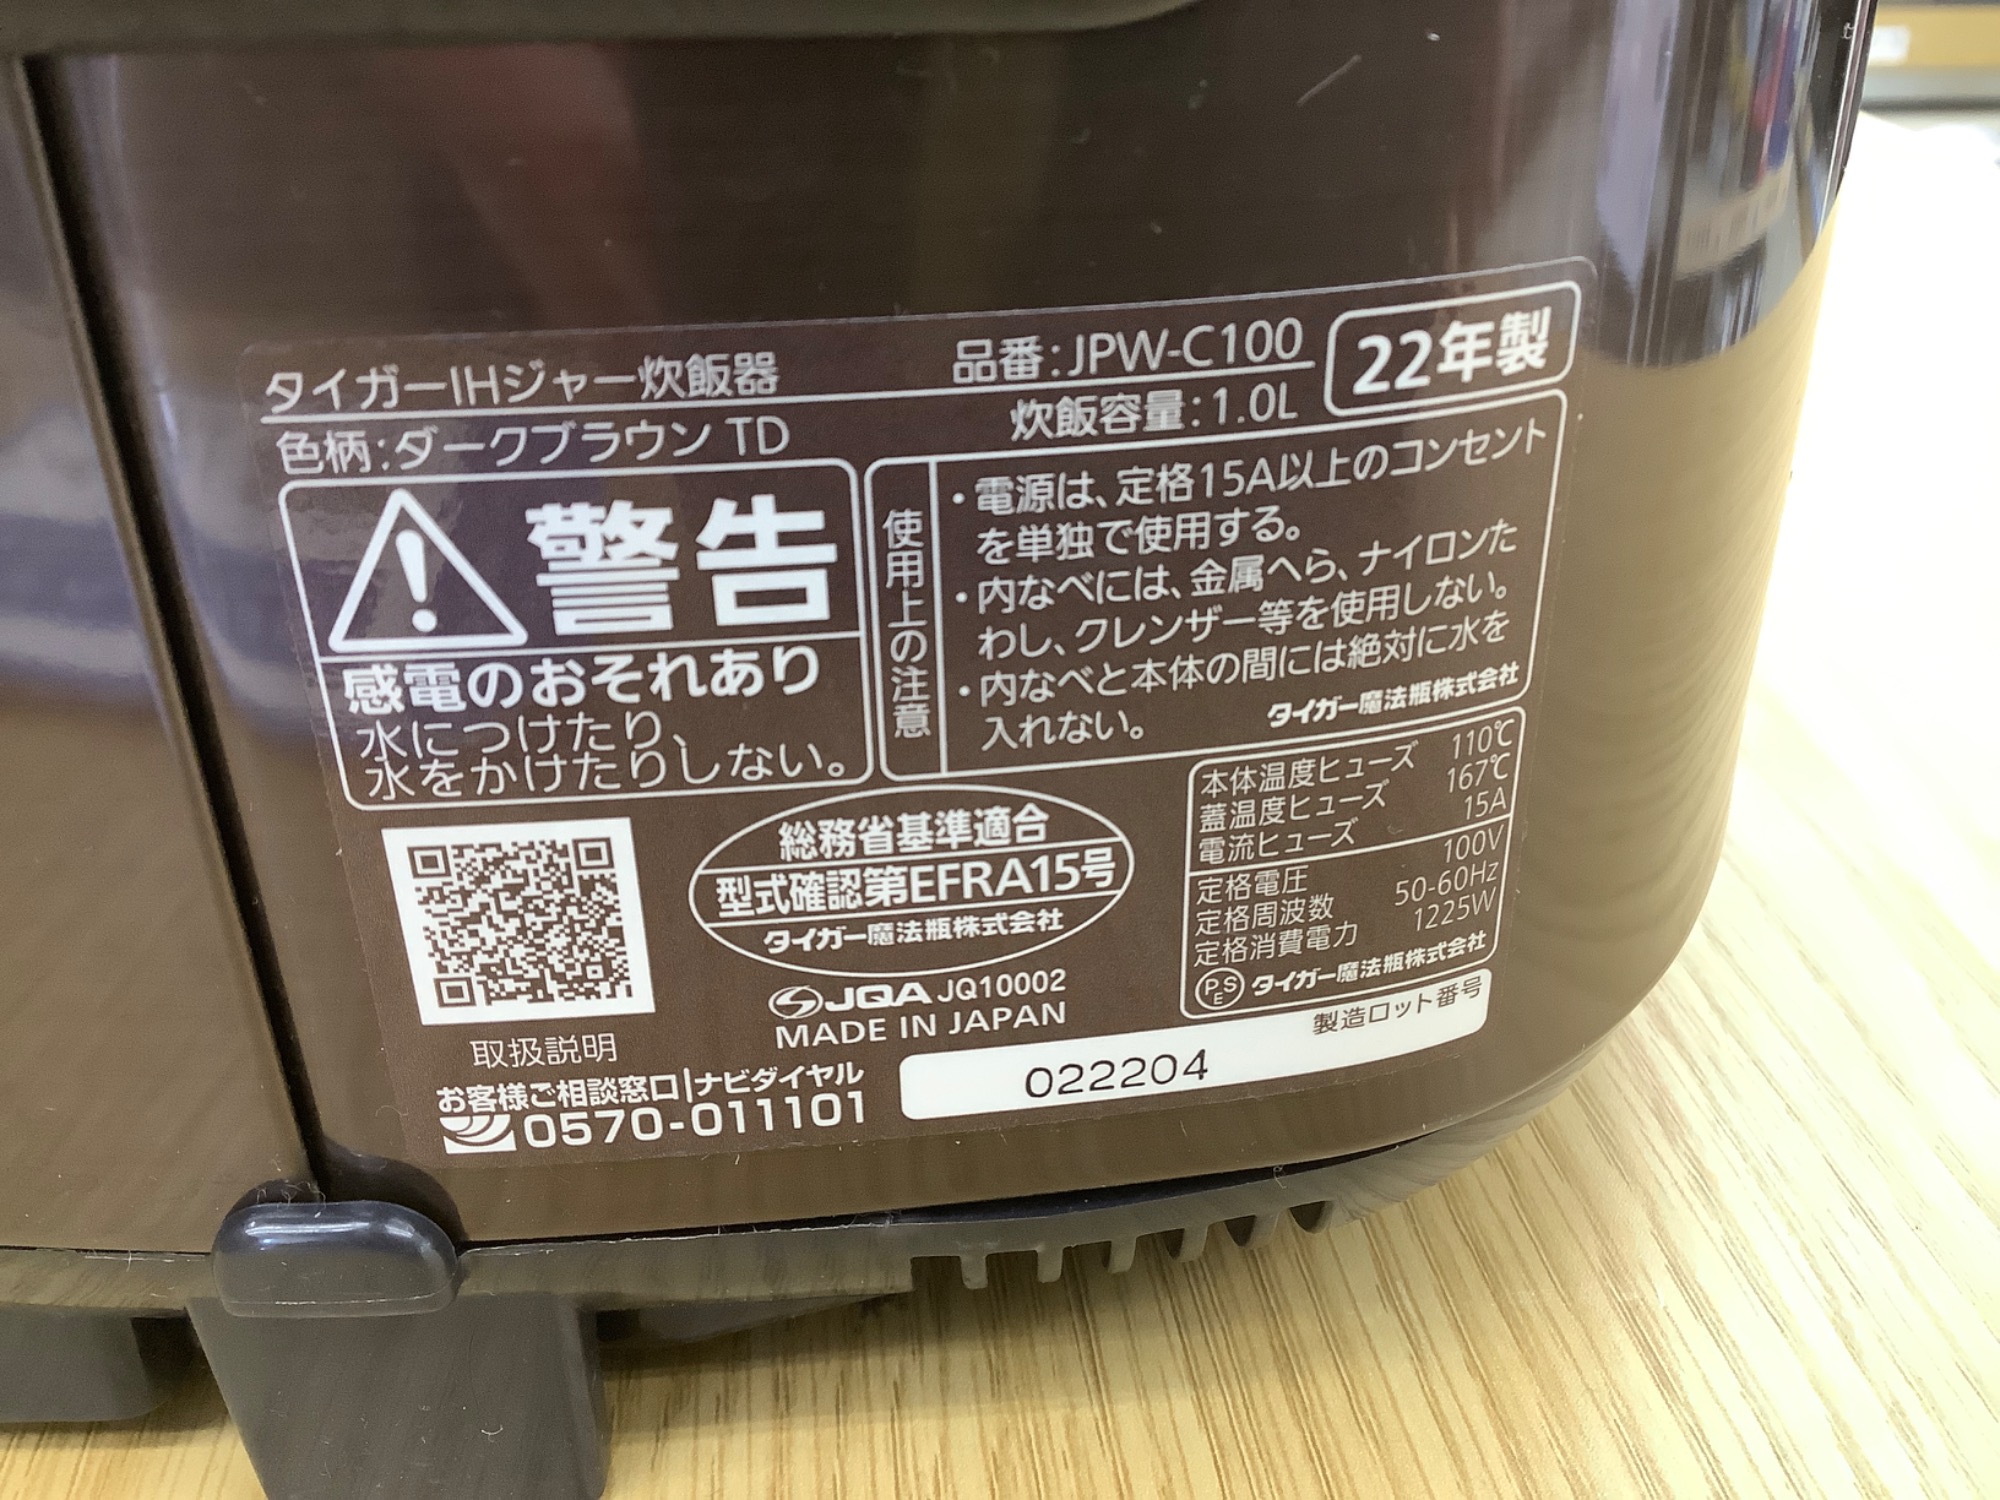 タイガーIHジャー炊飯器
品番:JPW-C100
22年製
色柄:ダークブラウン TD
炊飯容量:1.0L
警告
感電のおそれあり
水につけたり、
水をかけたりしない。
使用上の注意
・電源は、定格15A以上のコンセント
を単独で使用する。
・内なべには、金属へら、ナイロンた
わし、クレンザー等を使用しない。
・内なべと本体の間には絶対に水を
入れない。
タイガー魔法瓶株式会社
本体温度ヒューズ 110℃
蓋温度ヒューズ 167℃
電流ヒューズ 15A
定格電圧 100V
定格周波数 50-60Hz
定格消費電力 1225W
PSE タイガー魔法瓶株式会社
総務省基準適合
型式確認第EFRA15号
タイガー魔法瓶株式会社
JQA JQ10002
MADE IN JAPAN
取扱説明
お客様ご相談窓口|ナビダイヤル
0570-011101
製造ロット番号
022204